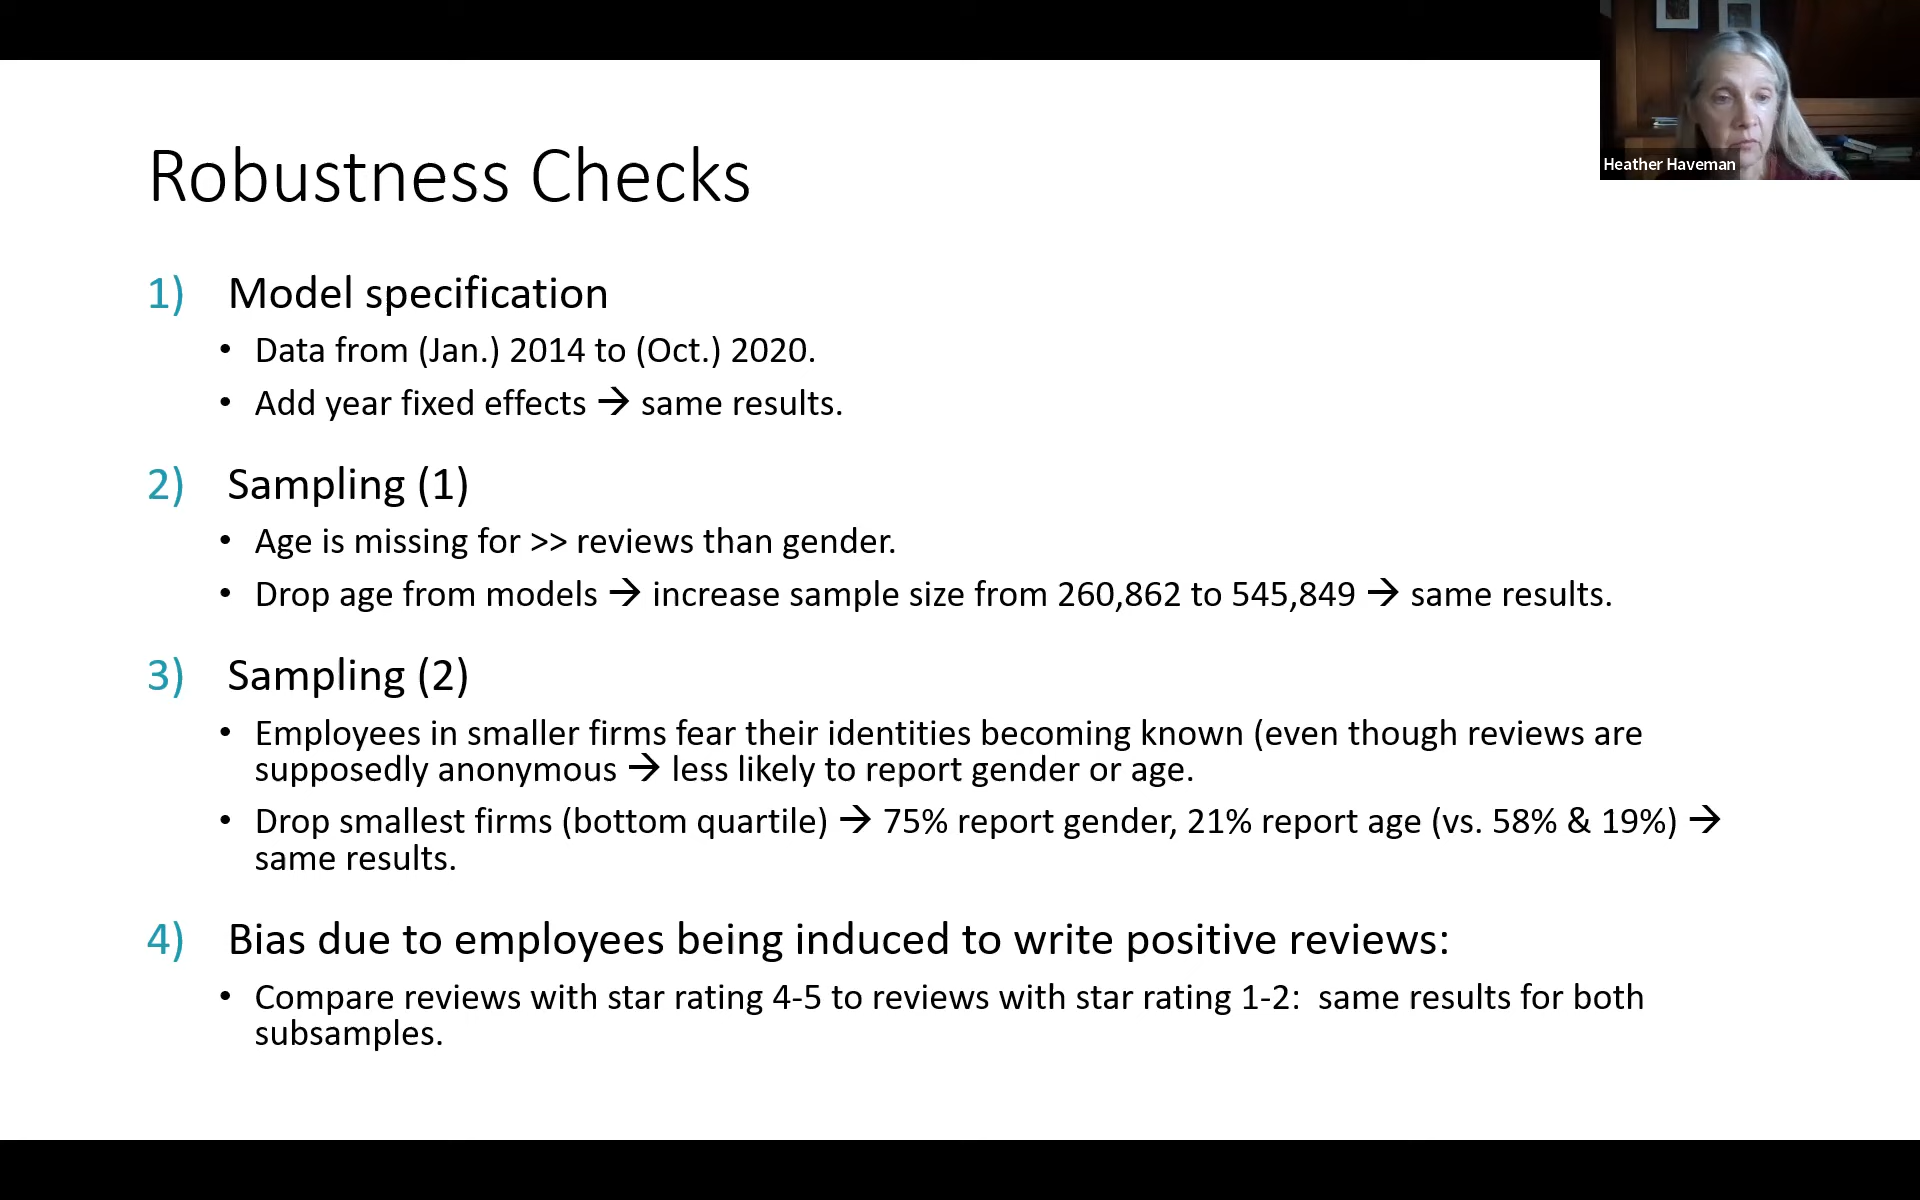 Heather Haveman
Robustness Checks
1) Model specification
• Data from (Jan.) 2014 to (Oct.) 2020.
• Add year fixed effects → same results.
2) Sampling (1)
• Age is missing for >> reviews than gender.
• Drop age from models → increase sample size from 260,862 to 545,849 → same results.
3) Sampling (2)
• Employees in smaller firms fear their identities becoming known (even though reviews are
supposedly anonymous → less likely to report gender or age.
• Drop smallest firms (bottom quartile) → 75% report gender, 21% report age (vs. 58% & 19%) →
same results.
4) Bias due to employees being induced to write positive reviews:
• Compare reviews with star rating 4-5 to reviews with star rating 1-2:  same results for both
subsamples.